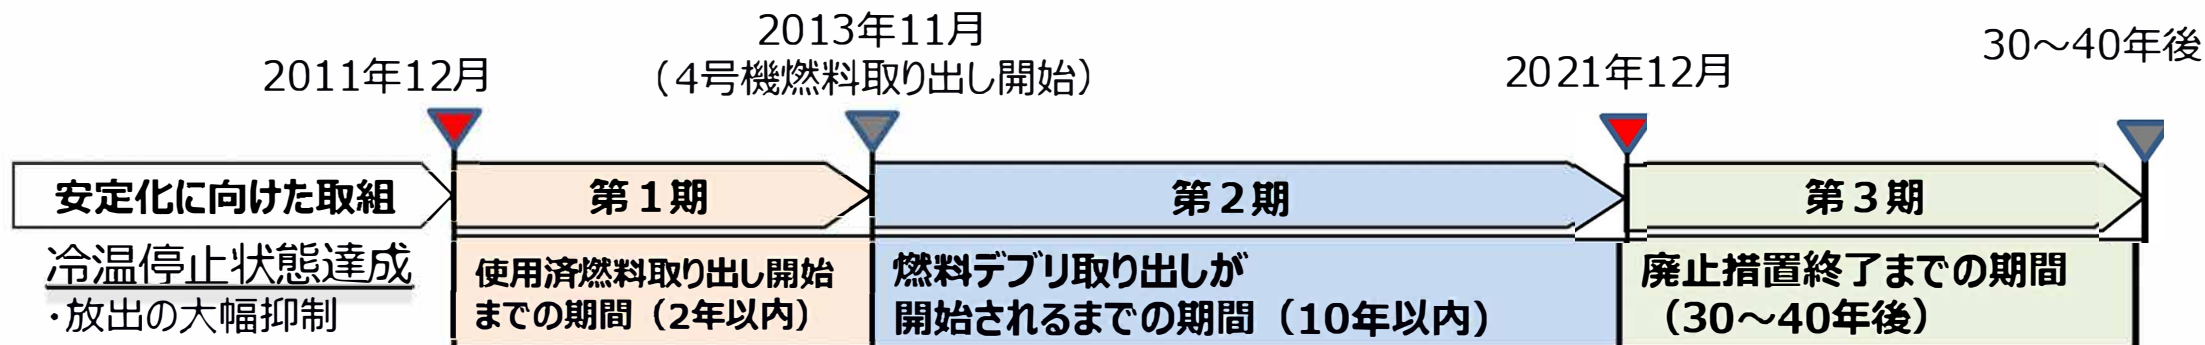 2011年12月
2013年11月
（4号機燃料取り出し開始）
2021年12月
30～40年後
安定化に向けた取組
第１期
第２期
第３期
冷温停止状態達成
・放出の大幅抑制
使用済燃料取り出し開始
までの期間（2年以内）
燃料デブリ取り出しが
開始されるまでの期間（10年以内）
廃止措置終了までの期間
（30～40年後）